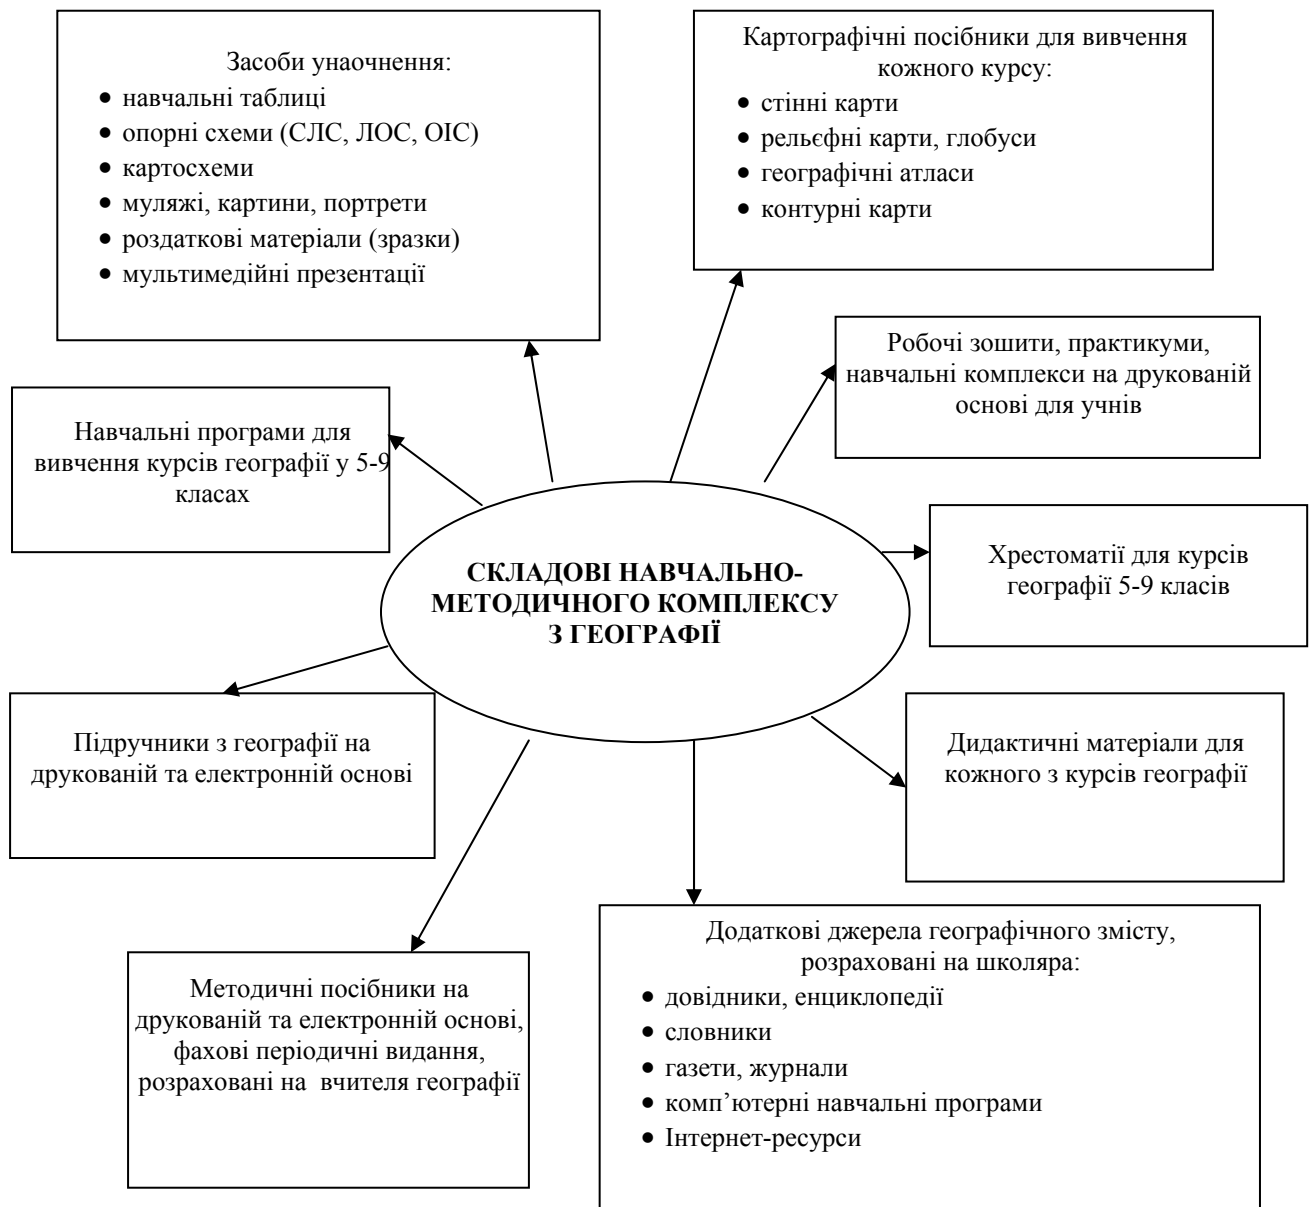 Засоби унаочнення:
• навчальні таблиці
• опорні схеми (СЛС, ЛОС, ОІС)
• картосхеми
• муляжі, картини, портрети
• роздаткові матеріали (зразки)
• мультимедійні презентації
Картографічні посібники для вивчення
кожного курсу:
• стінні карти
• рельєфні карти, глобуси
• географічні атласи
• контурні карти
Робочі зошити, практикуми,
навчальні комплекси на друкованій
основі для учнів
Навчальні програми для
вивчення курсів географії у 5-9
класах
СКЛАДОВІ НАВЧАЛЬНО-
МЕТОДИЧНОГО КОМПЛЕКСУ
З ГЕОГРАФІЇ
Хрестоматії для курсів
географії 5-9 класів
Підручники з географії на
друкованій та електронній основі
Дидактичні матеріали для
кожного з курсів географії
Методичні посібники на
друкованій та електронній основі,
фахові періодичні видання,
розраховані на вчителя географії
Додаткові джерела географічного змісту,
розраховані на школяра:
• довідники, енциклопедії
• словники
• газети, журнали
• комп’ютерні навчальні програми
• Інтернет-ресурси